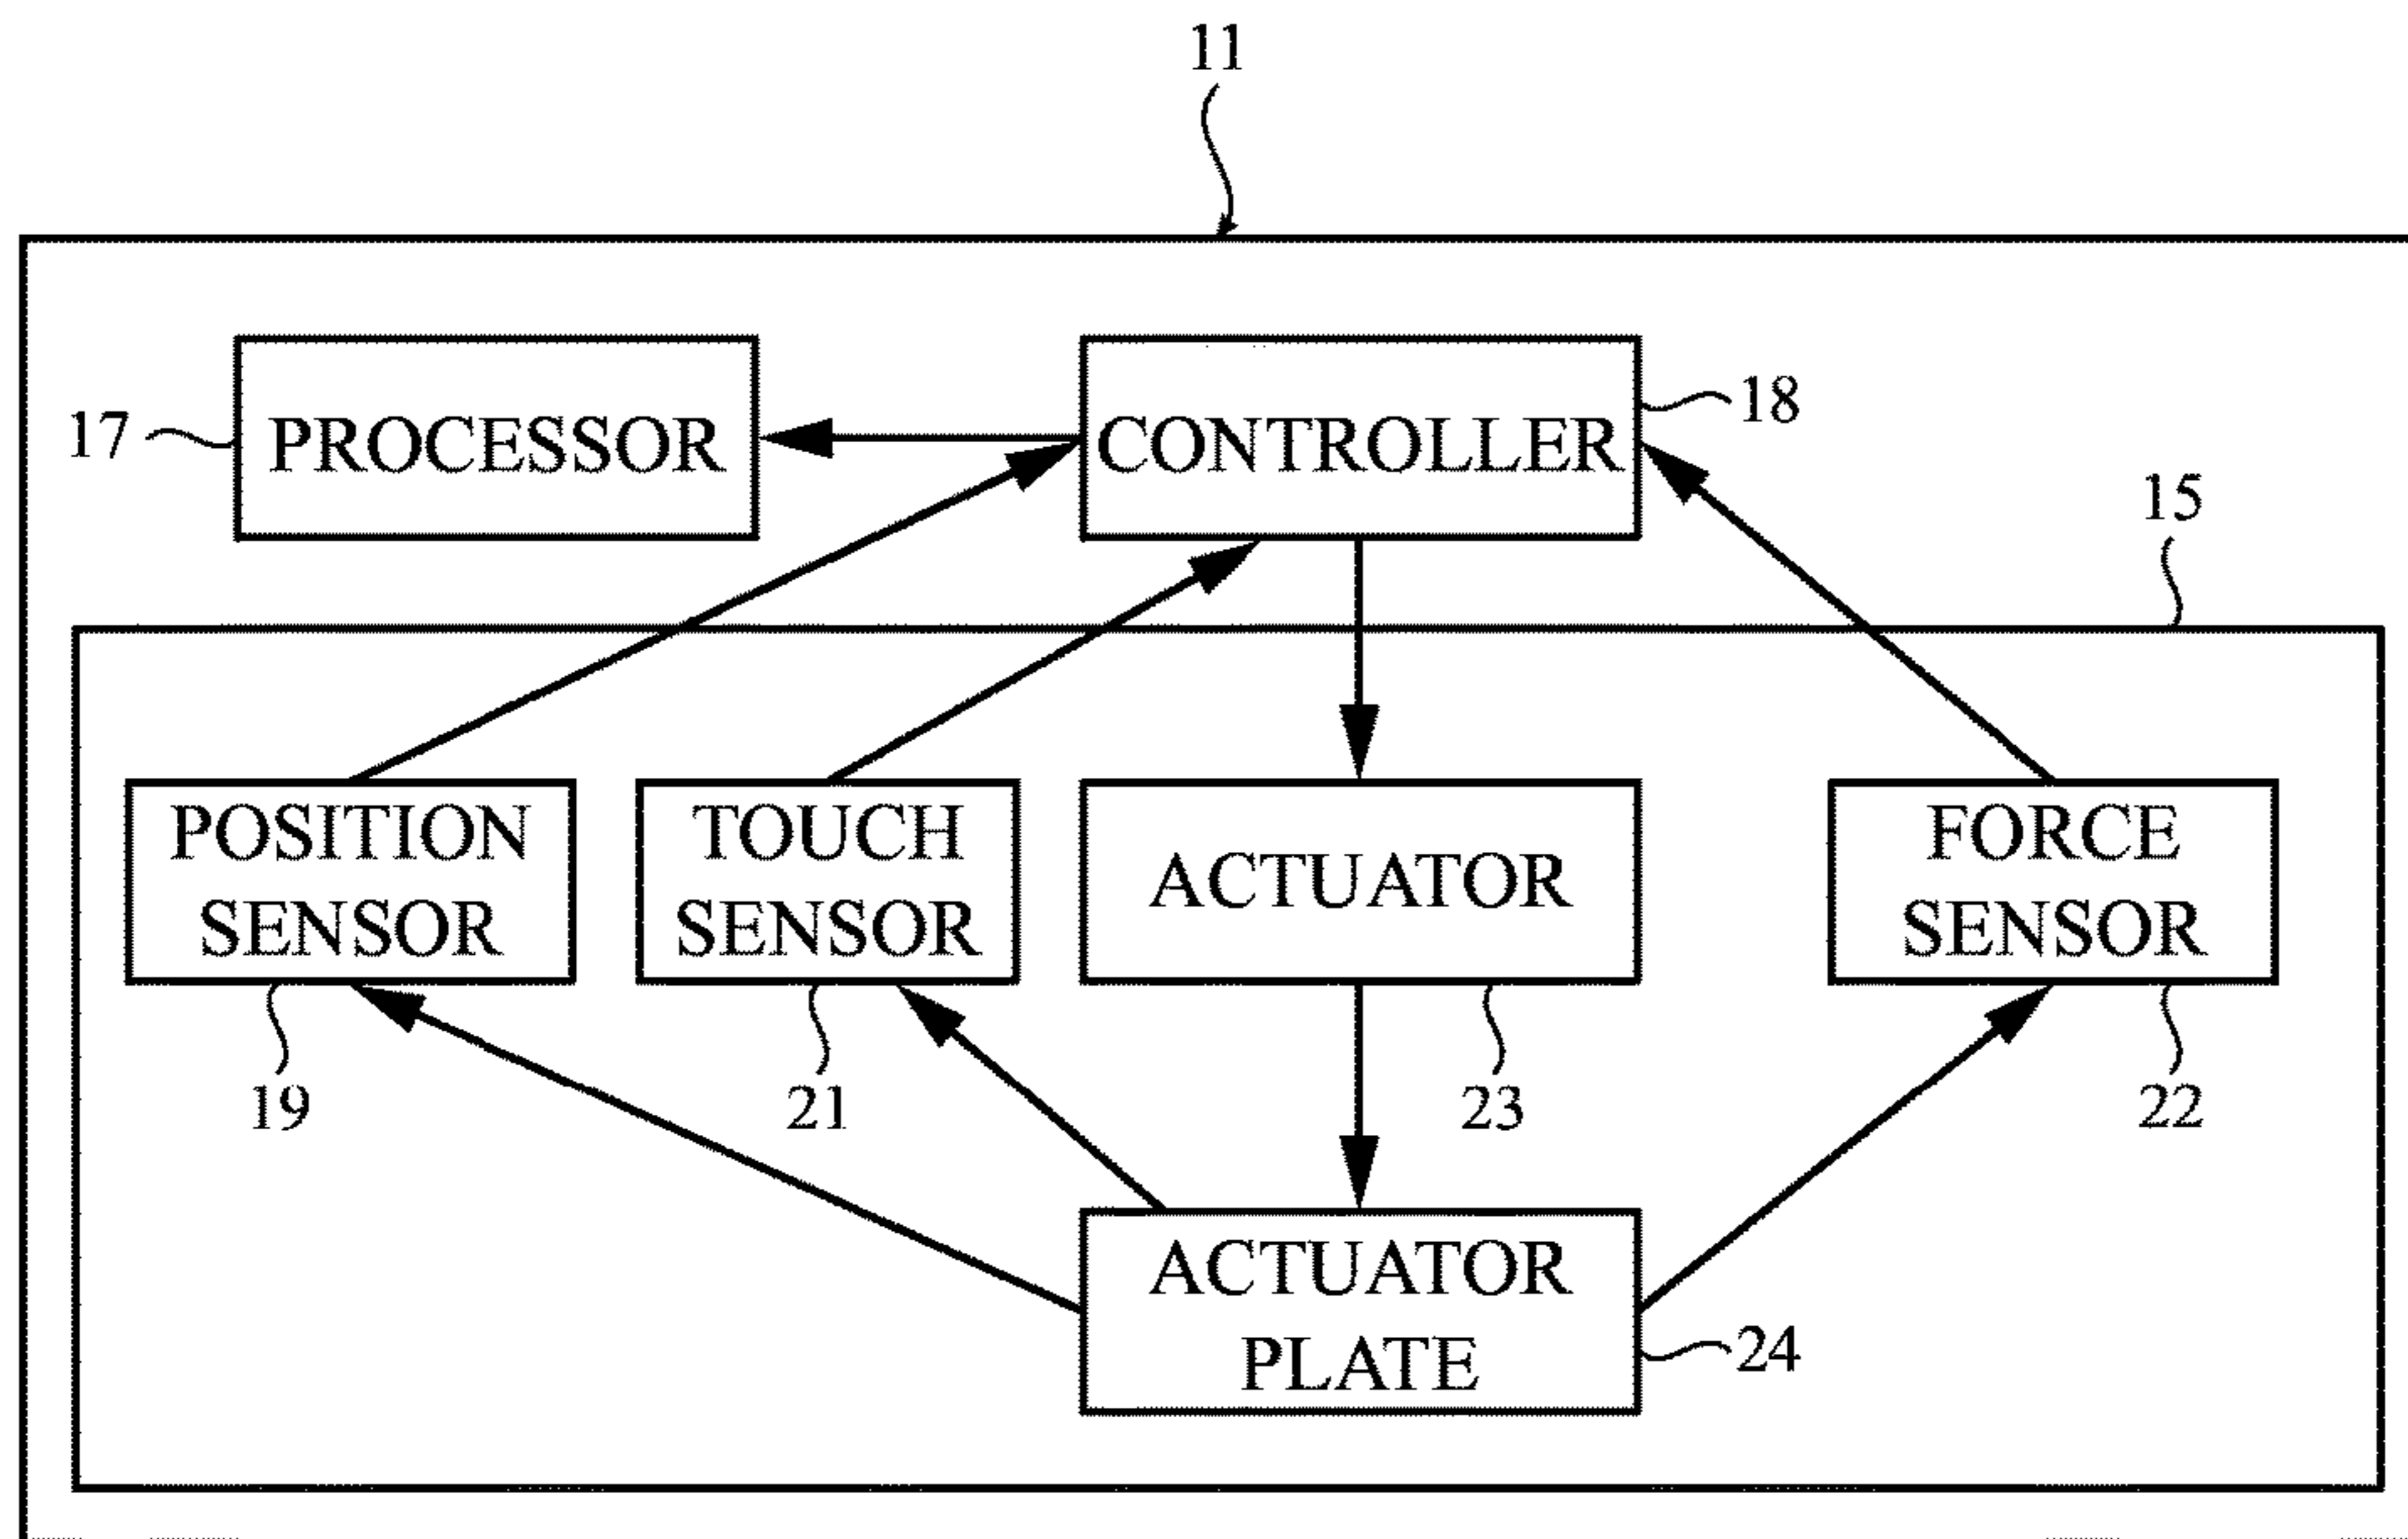 11
17
PROCESSOR
CONTROLLER
18
15
POSITION
SENSOR
TOUCH
SENSOR
ACTUATOR
FORCE
SENSOR
19
21
23
22
ACTUATOR
PLATE
24